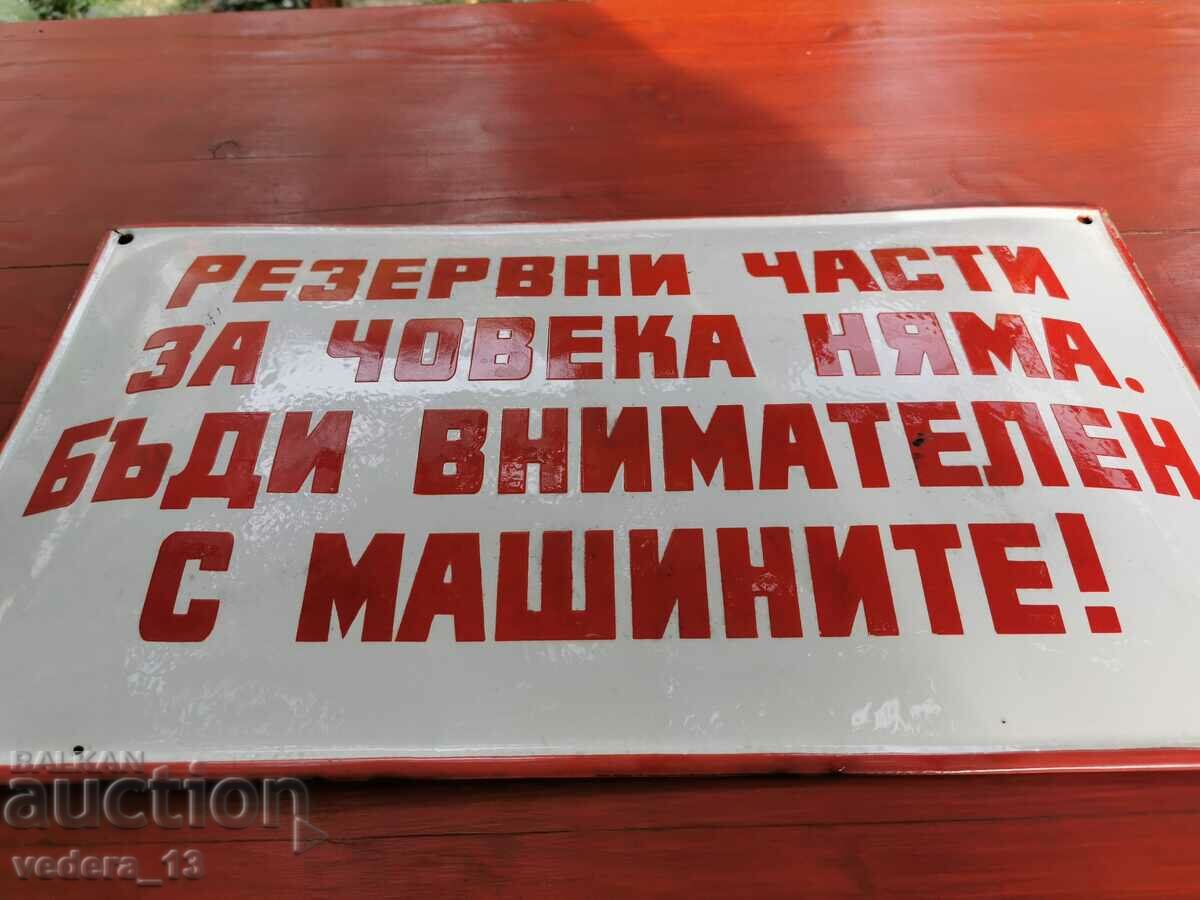 РЕЗЕРВНИ ЧАСТИ
ЗА ЧОВЕКА НЯМА.
БЪДИ ВНИМАТЕЛЕН
С МАШИНИТЕ!
BALKAN
auction
vedera_13